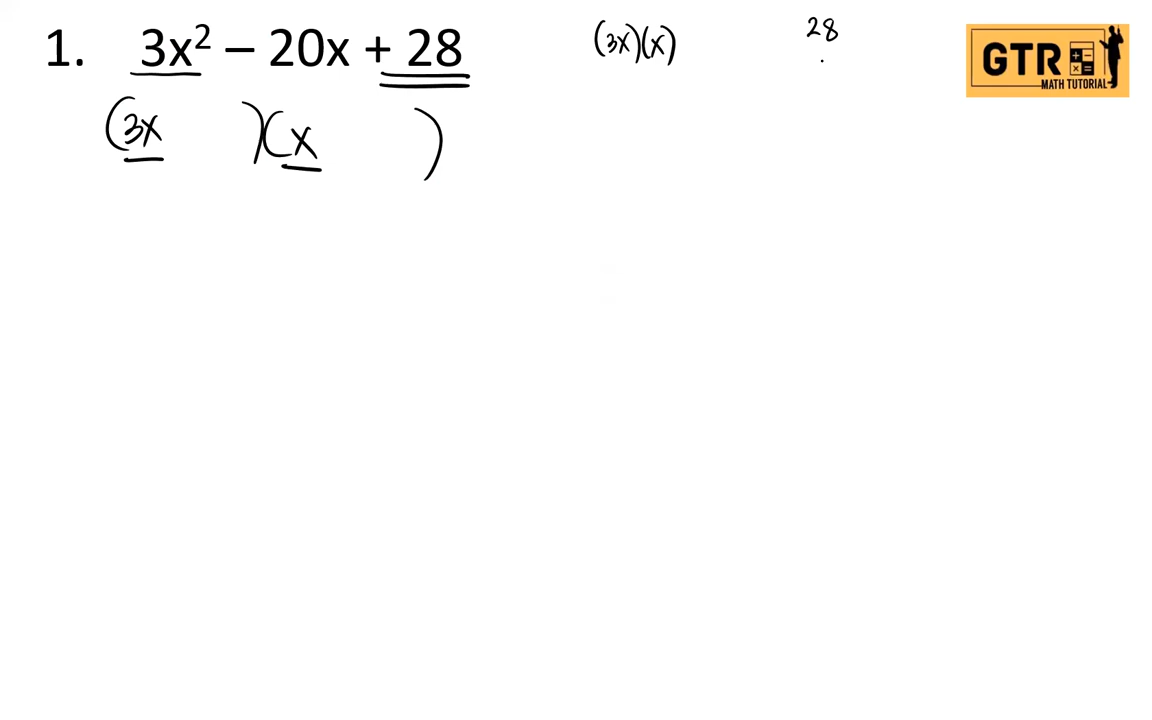 1. 3x² – 20x + 28
(3x)(x)
28
GTR
MATH TUTORIAL
(3x )(x )